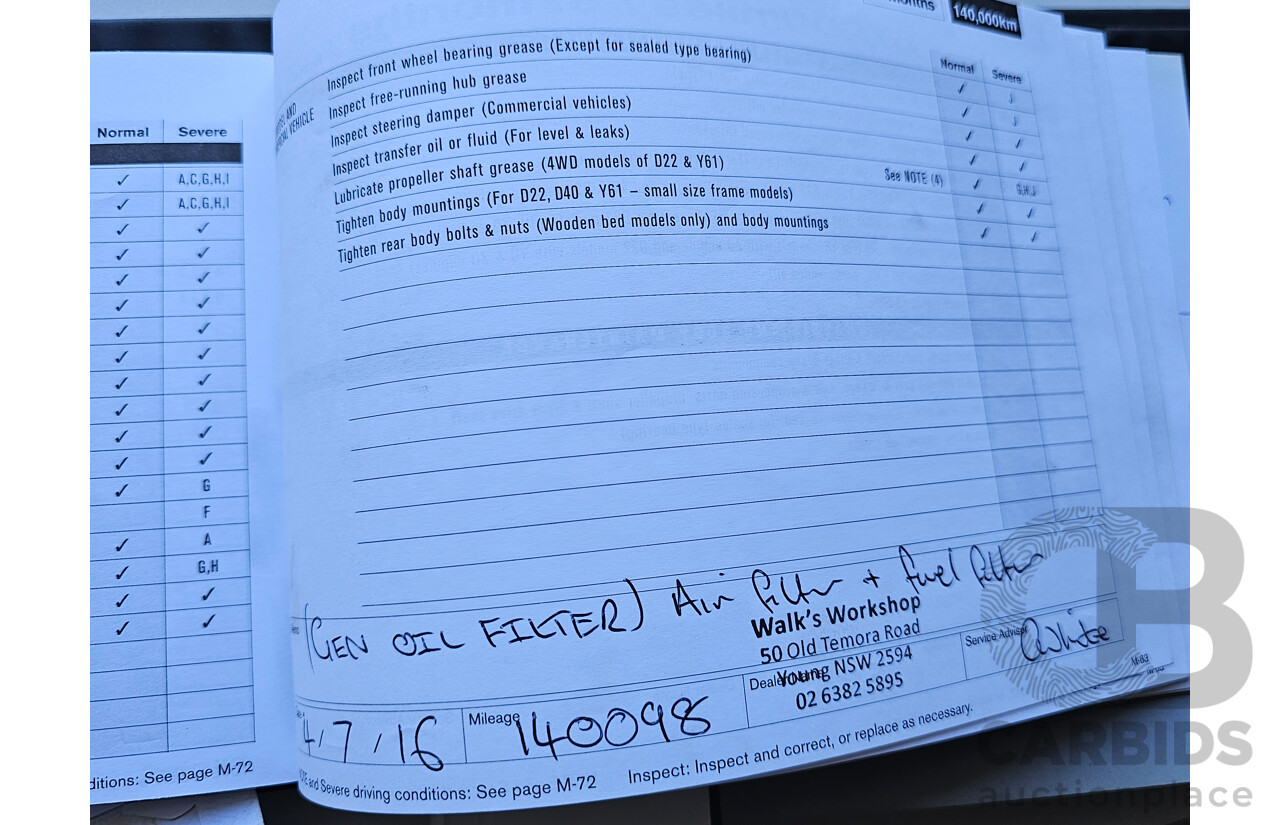 Normal Severe
✓ A,C,G,H,I
✓ A,C,G,H,I
✓ ✓
✓ ✓
✓ ✓
✓ ✓
✓ ✓
✓ ✓
✓ ✓
✓ ✓
✓ ✓
✓ ✓
✓ G
F
✓ A
✓ G,H
✓ ✓
✓ ✓
ditions: See page M-72
140,000km
Normal Severe
VEHICLE
Inspect front wheel bearing grease (Except for sealed type bearing)
Inspect free-running hub grease
Inspect steering damper (Commercial vehicles)
Inspect transfer oil or fluid (For level & leaks)
Lubricate propeller shaft grease (4WD models of D22 & Y61) See NOTE (4)
Tighten body mountings (For D22, D40 & Y61 – small size frame models)
Tighten rear body bolts & nuts (Wooden bed models only) and body mountings
(GEN OIL FILTER) Air filter + fuel filter
Walk's Workshop
50 Old Temora Road
Young NSW 2594
02 6382 5895
Service Advisor
4/7/16
Mileage 140098
M-83
and Severe driving conditions: See page M-72
Inspect: Inspect and correct, or replace as necessary.
CARBIDS
auctionplace